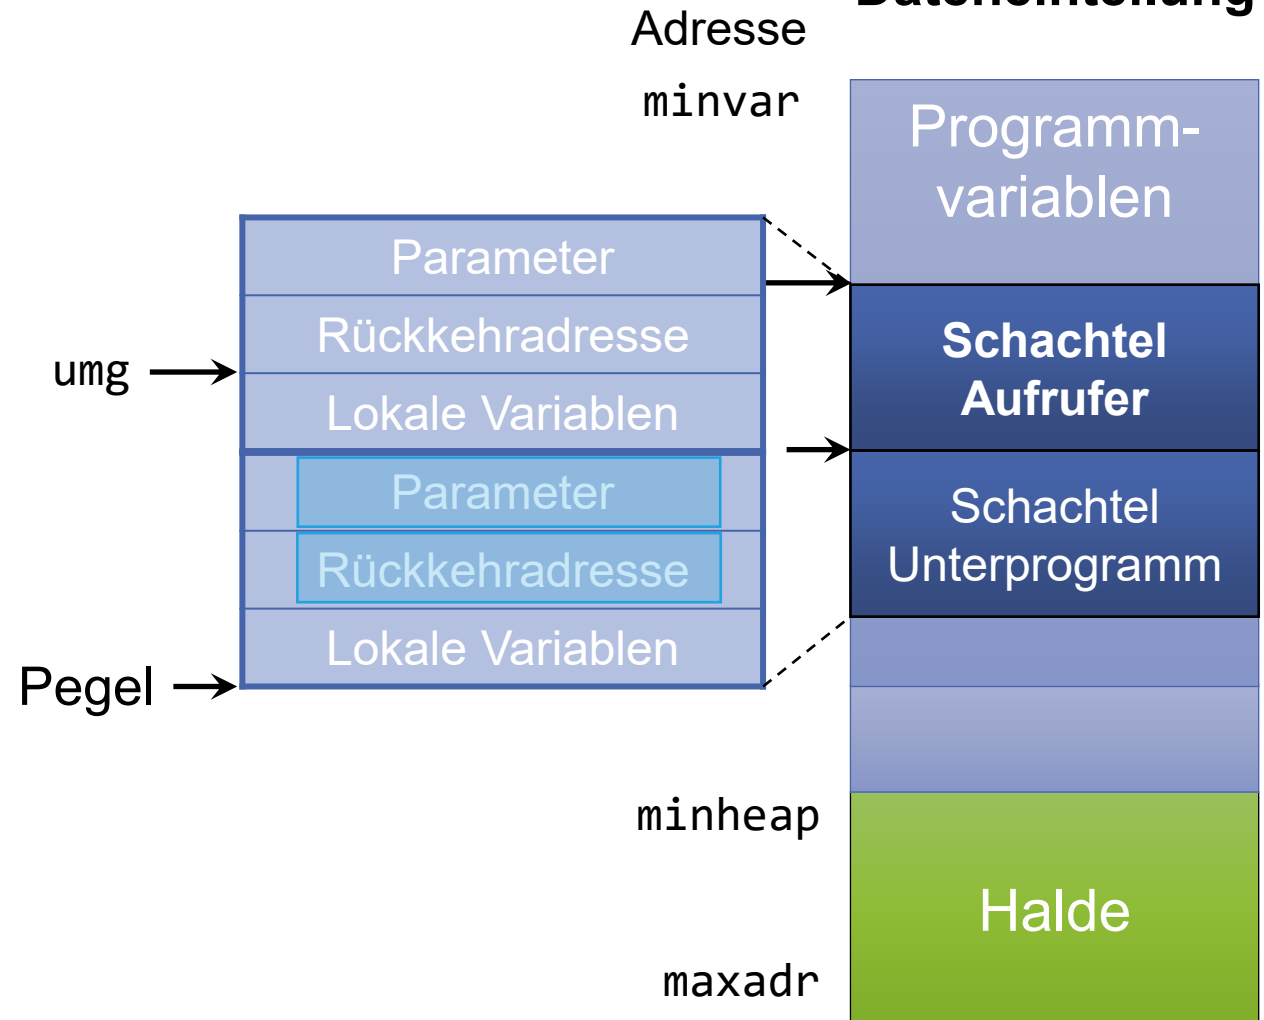 Dateneinteilung
Adresse
minvar
Programm-
variablen
Parameter
Rückkehradresse
umg
Lokale Variablen
Schachtel
Aufrufer
Parameter
Rückkehradresse
Lokale Variablen
Schachtel
Unterprogramm
Pegel
minheap
Halde
maxadr